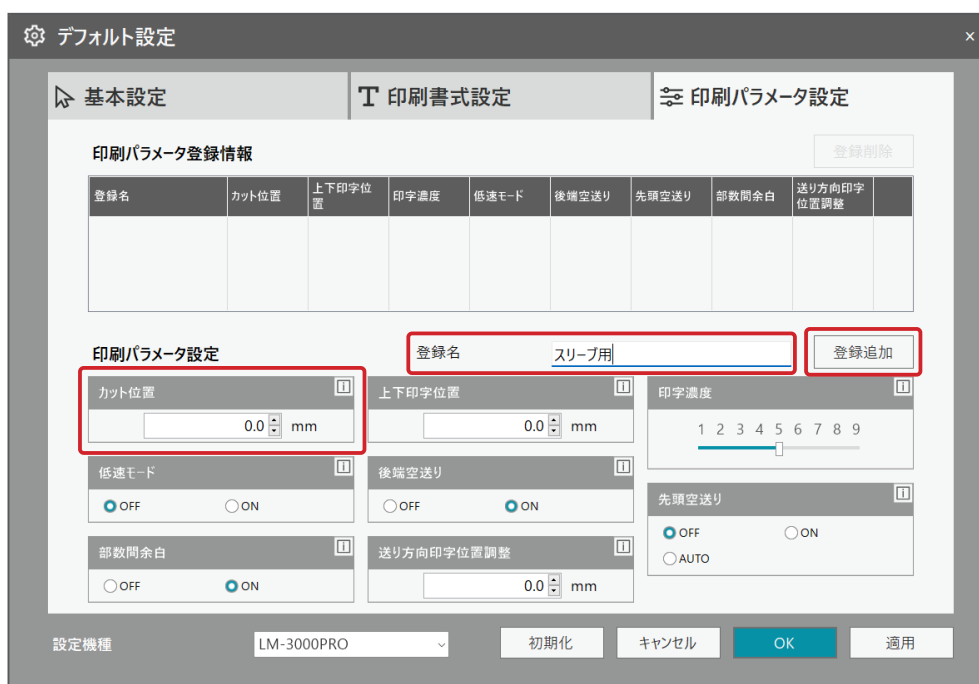 デフォルト設定 ×
基本設定 印刷書式設定 印刷パラメータ設定
印刷パラメータ登録情報 登録削除
登録名 カット位置 上下印字位置 印字濃度 低速モード 後端空送り 先頭空送り 部数間余白 送り方向印字位置調整
印刷パラメータ設定 登録名 スリーブ用 登録追加
カット位置 上下印字位置 印字濃度
0.0 mm 0.0 mm 1 2 3 4 5 6 7 8 9
低速モード 後端空送り 先頭空送り
OFF ON OFF ON OFF ON
AUTO
部数間余白 送り方向印字位置調整
OFF ON 0.0 mm
設定機種 LM-3000PRO 初期化 キャンセル OK 適用